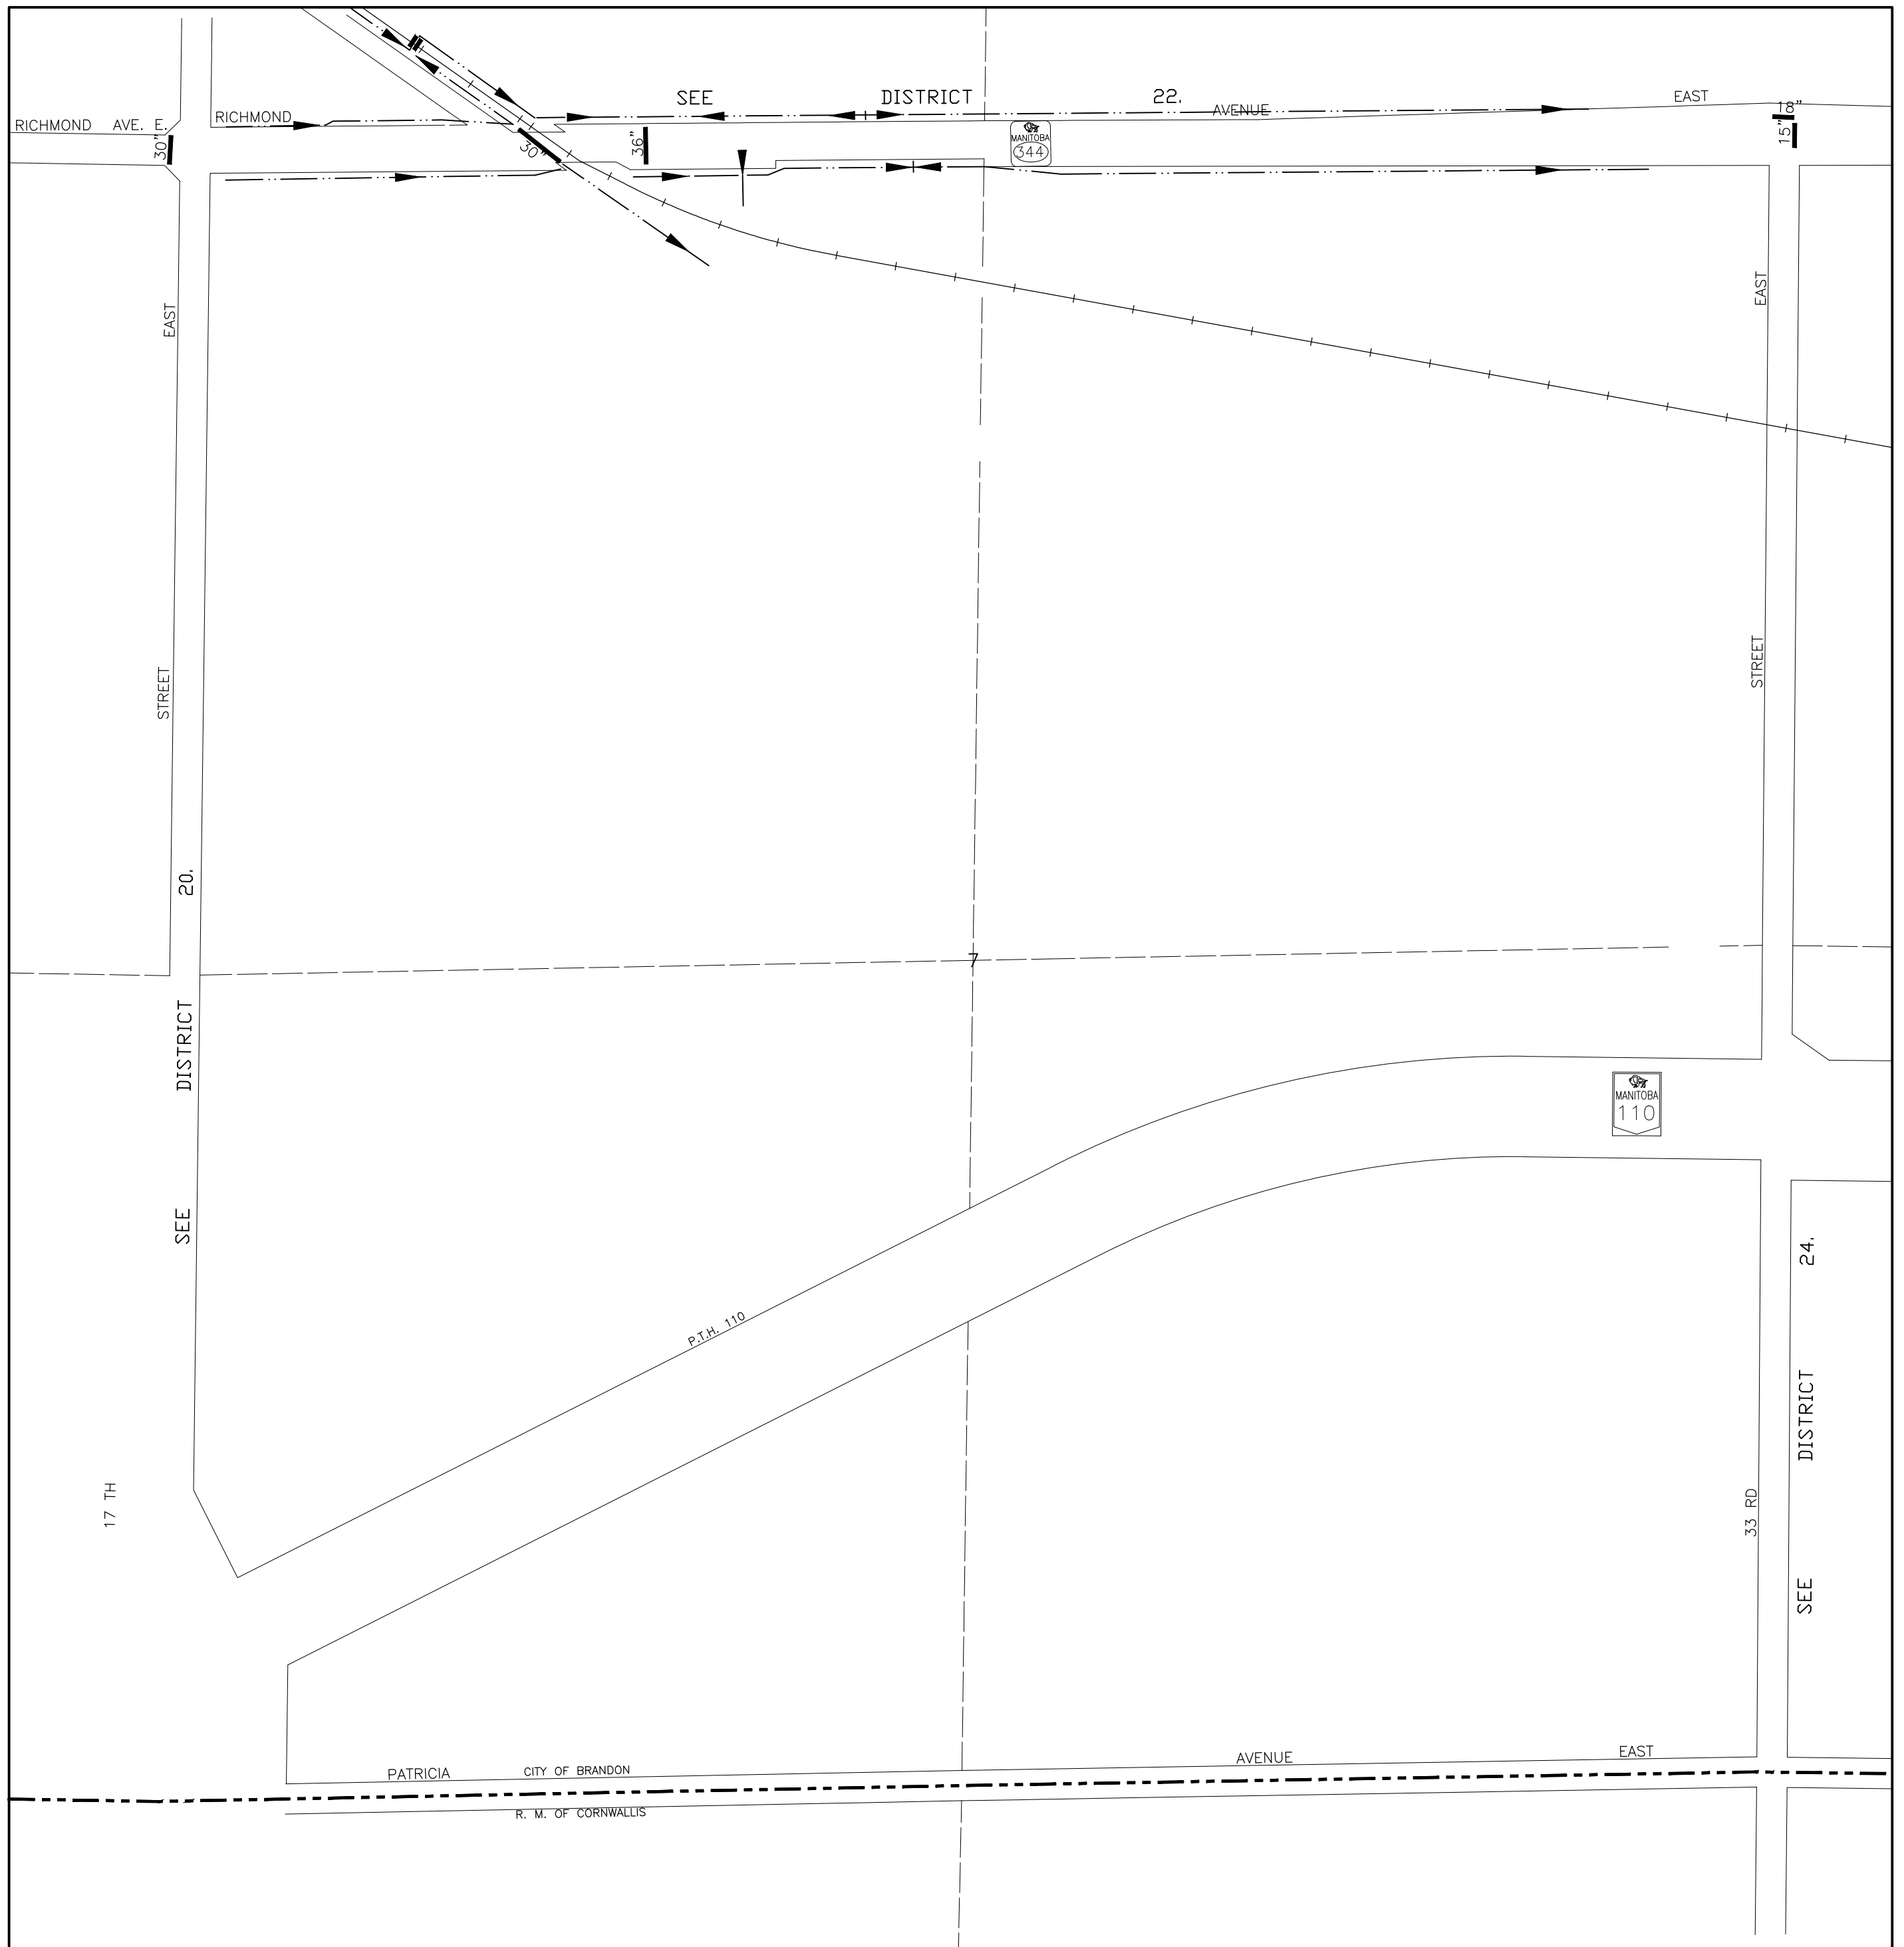 SEE DISTRICT 22.
RICHMOND AVENUE EAST
RICHMOND AVE. E.
18"
15"
30"
30"
36"
MANITOBA
344
EAST
EAST
STREET
STREET
SEE DISTRICT 20.
7
MANITOBA
110
P.T.H. 110
SEE DISTRICT 24.
17 TH
33 RD
PATRICIA AVENUE EAST
CITY OF BRANDON
R. M. OF CORNWALLIS